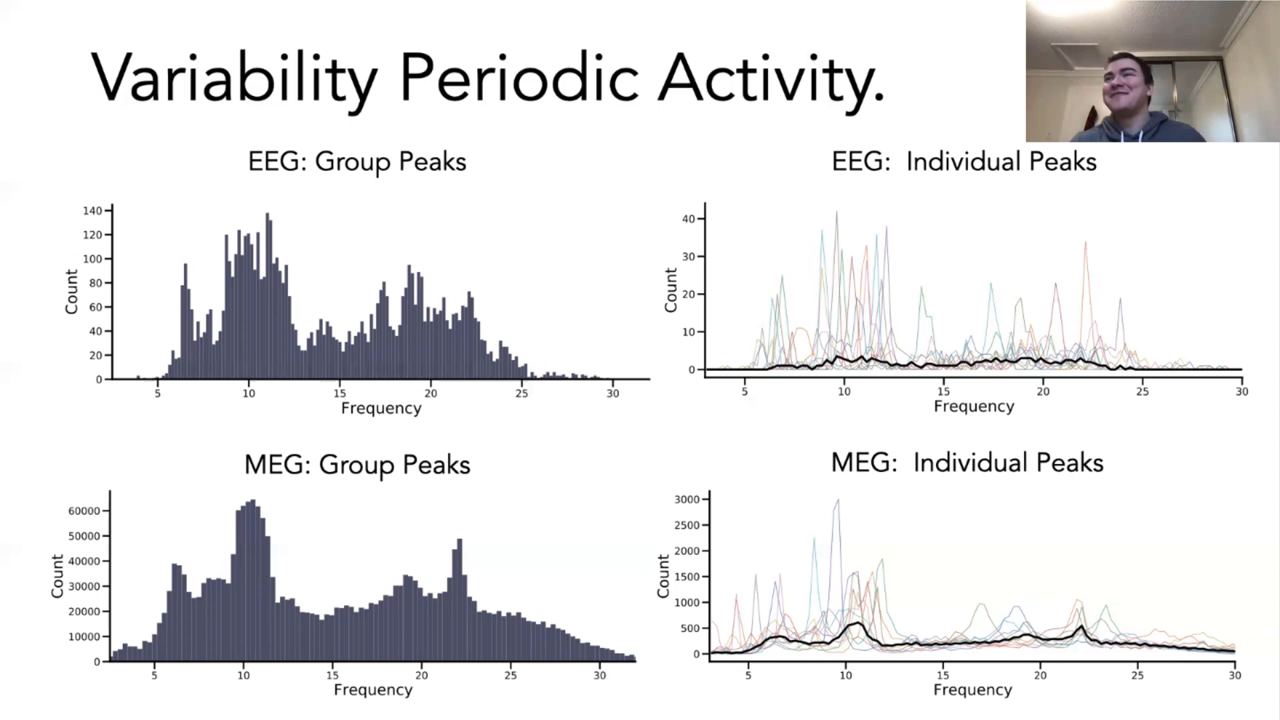 Variability Periodic Activity.
EEG: Group Peaks
140
120
100
80
60
40
20
0
Count
5 10 15 20 25 30
Frequency
EEG:  Individual Peaks
40
30
20
10
0
Count
5 10 15 20 25 30
Frequency
MEG: Group Peaks
60000
50000
40000
30000
20000
10000
0
Count
5 10 15 20 25 30
Frequency
MEG:  Individual Peaks
3000
2500
2000
1500
1000
500
0
Count
5 10 15 20 25 30
Frequency